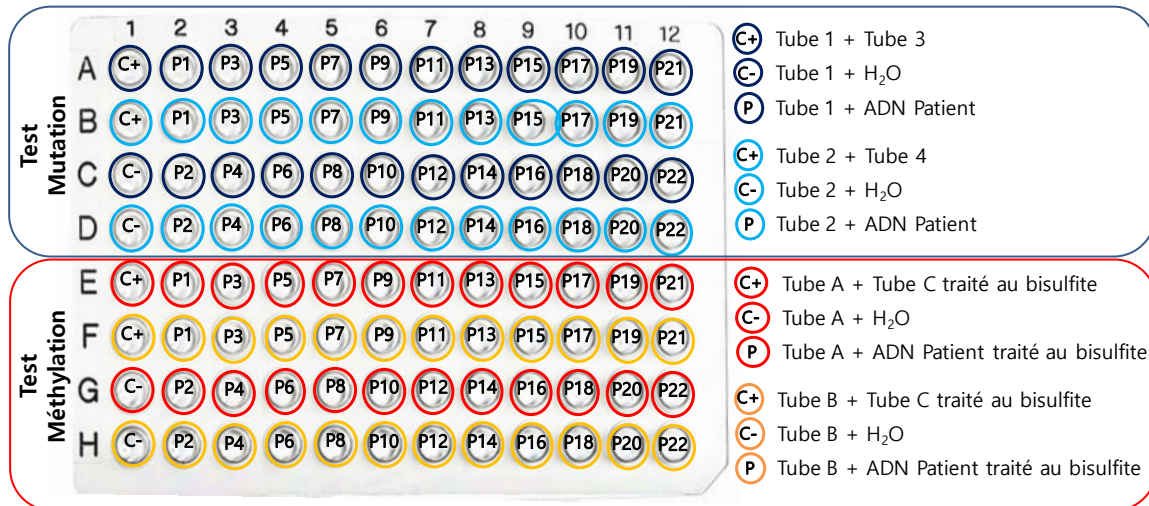 1 2 3 4 5 6 7 8 9 10 11 12
A C+ P1 P3 P5 P7 P9 P11 P13 P15 P17 P19 P21
B C+ P1 P3 P5 P7 P9 P11 P13 P15 P17 P19 P21
C C- P2 P4 P6 P8 P10 P12 P14 P16 P18 P20 P22
D C- P2 P4 P6 P8 P10 P12 P14 P16 P18 P20 P22
E C+ P1 P3 P5 P7 P9 P11 P13 P15 P17 P19 P21
F C+ P1 P3 P5 P7 P9 P11 P13 P15 P17 P19 P21
G C- P2 P4 P6 P8 P10 P12 P14 P16 P18 P20 P22
H C- P2 P4 P6 P8 P10 P12 P14 P16 P18 P20 P22
Test
Mutation
Test
Méthylation
C+ Tube 1 + Tube 3
C- Tube 1 + H₂O
P Tube 1 + ADN Patient
C+ Tube 2 + Tube 4
C- Tube 2 + H₂O
P Tube 2 + ADN Patient
C+ Tube A + Tube C traité au bisulfite
C- Tube A + H₂O
P Tube A + ADN Patient traité au bisulfite
C+ Tube B + Tube C traité au bisulfite
C- Tube B + H₂O
P Tube B + ADN Patient traité au bisulfite